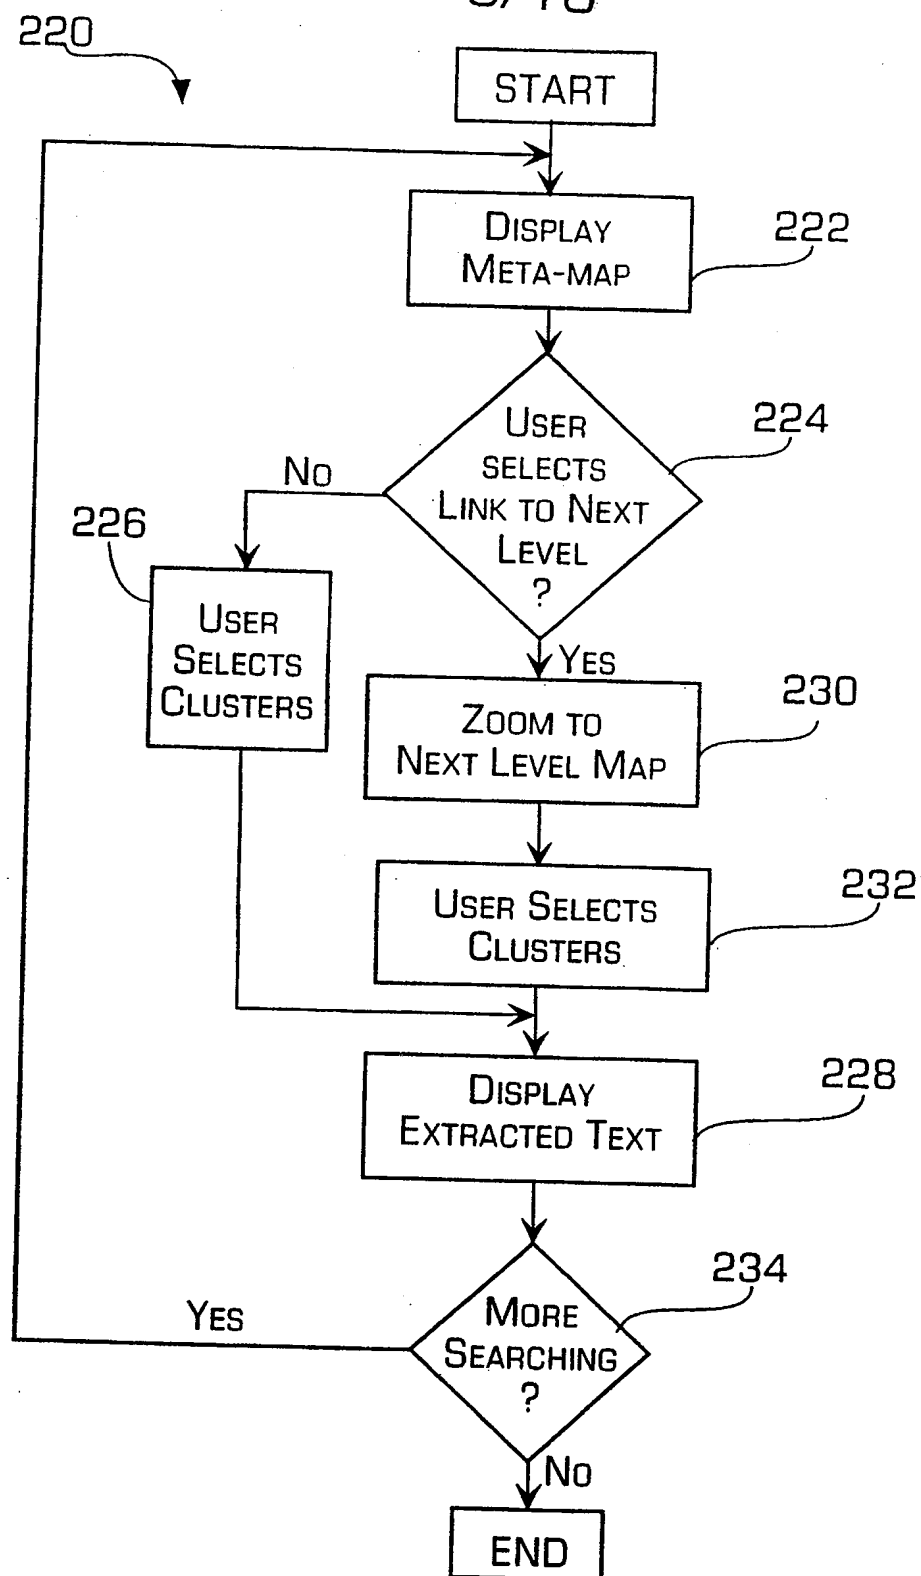 220
START
DISPLAY
META-MAP
222
USER
SELECTS
LINK TO NEXT
LEVEL
?
224
NO
226
USER
SELECTS
CLUSTERS
YES
ZOOM TO
NEXT LEVEL MAP
230
USER SELECTS
CLUSTERS
232
DISPLAY
EXTRACTED TEXT
228
MORE
SEARCHING
?
234
YES
NO
END